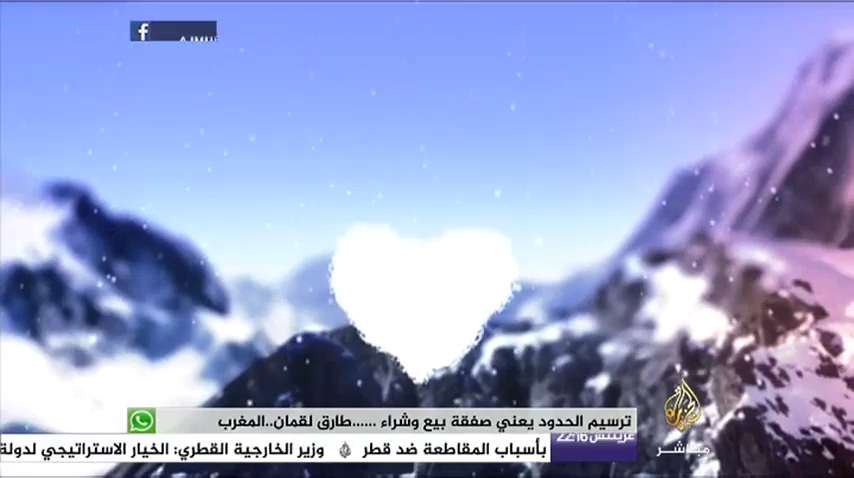 f
ترسيم الحدود يعني صفقة بيع وشراء ......طارق لقمان..المغرب
22:16 غرينتش
بأسباب المقاطعة ضد قطر وزير الخارجية القطري: الخيار الاستراتيجي لدولة
مباشر